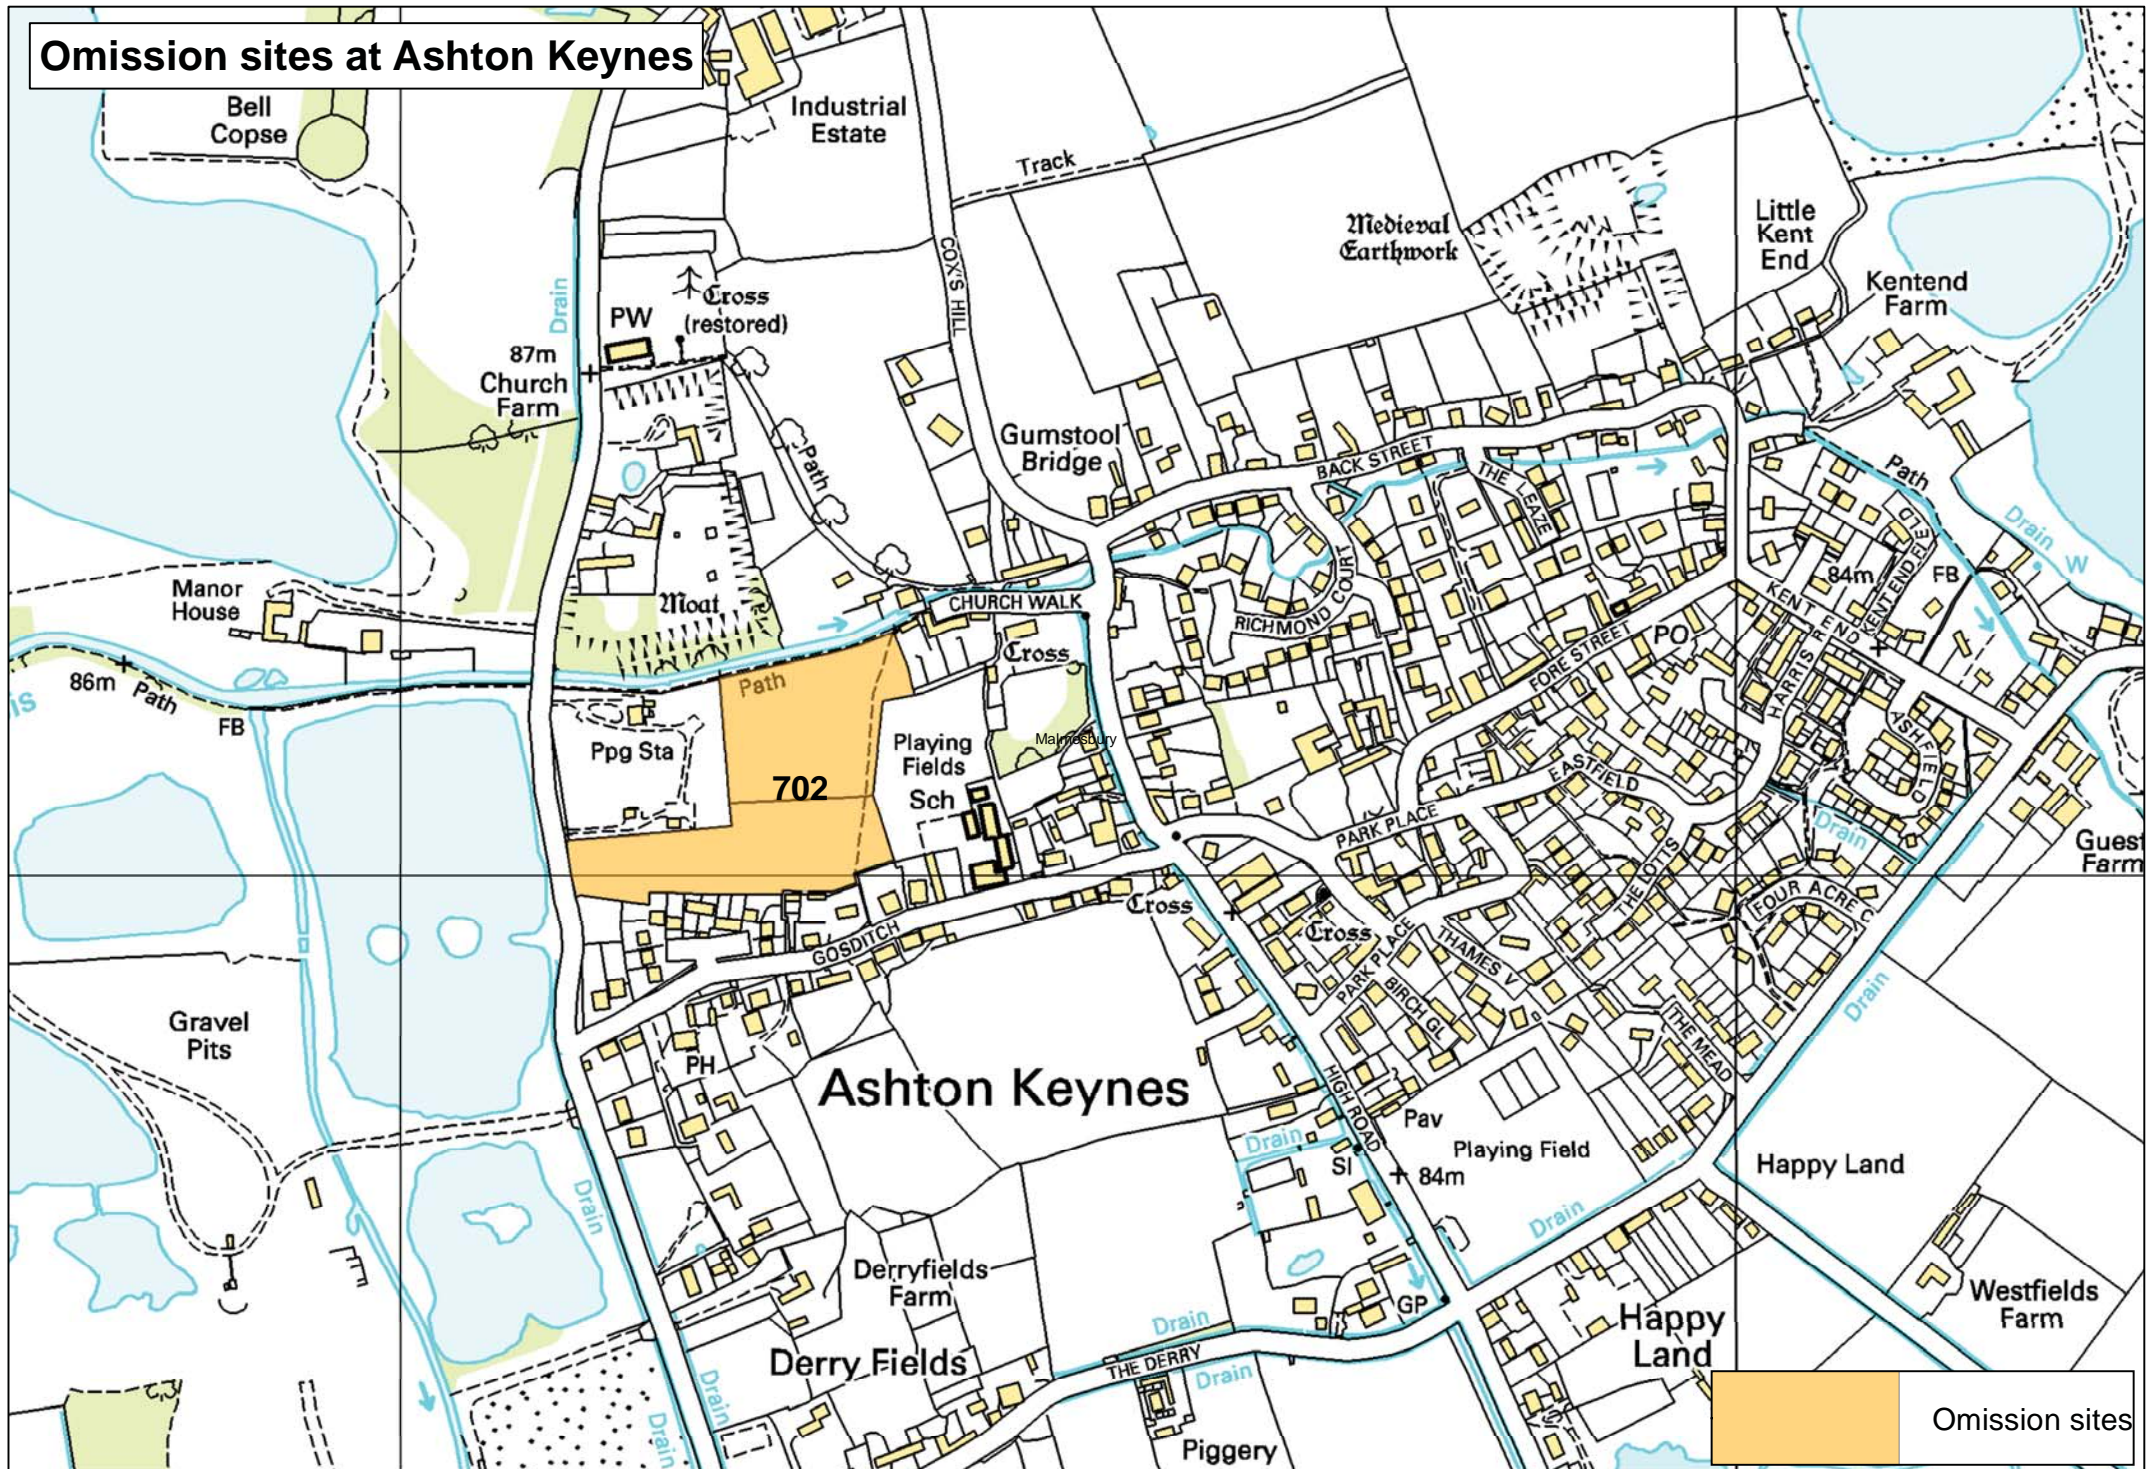 Omission sites at Ashton Keynes
Bell
Copse
Industrial
Estate
Track
Medieval
Earthwork
Little
Kent
End
Kentend
Farm
COX'S HILL
Drain
PW
Cross
(restored)
87m
Church
Farm
Path
Gumstool
Bridge
BACK STREET
THE LEAZE
Path
Drain
W
Manor
House
Moat
CHURCH WALK
RICHMOND COURT
Cross
84m
FB
KENTENDFIELD
KENT END
HARRIS R
PO
FORE STREET
86m
Path
FB
Path
Ppg Sta
702
Playing
Fields
Sch
Malmesbury
EASTFIELD
PARK PLACE
ASHFIELD
Drain
Guest
Farm
THE LOTTS
FOUR ACRE C
Cross
Cross
GOSDITCH
PARK PLACE
THAMES V
BIRCH GL
THE MEAD
Drain
Gravel
Pits
PH
Ashton Keynes
HIGH ROAD
Pav
Playing Field
Drain
SI
84m
Happy Land
Drain
Drain
Derryfields
Farm
GP
Westfields
Farm
Happy
Land
Derry Fields
Drain
THE DERRY
Drain
Drain
Drain
Piggery
Omission sites